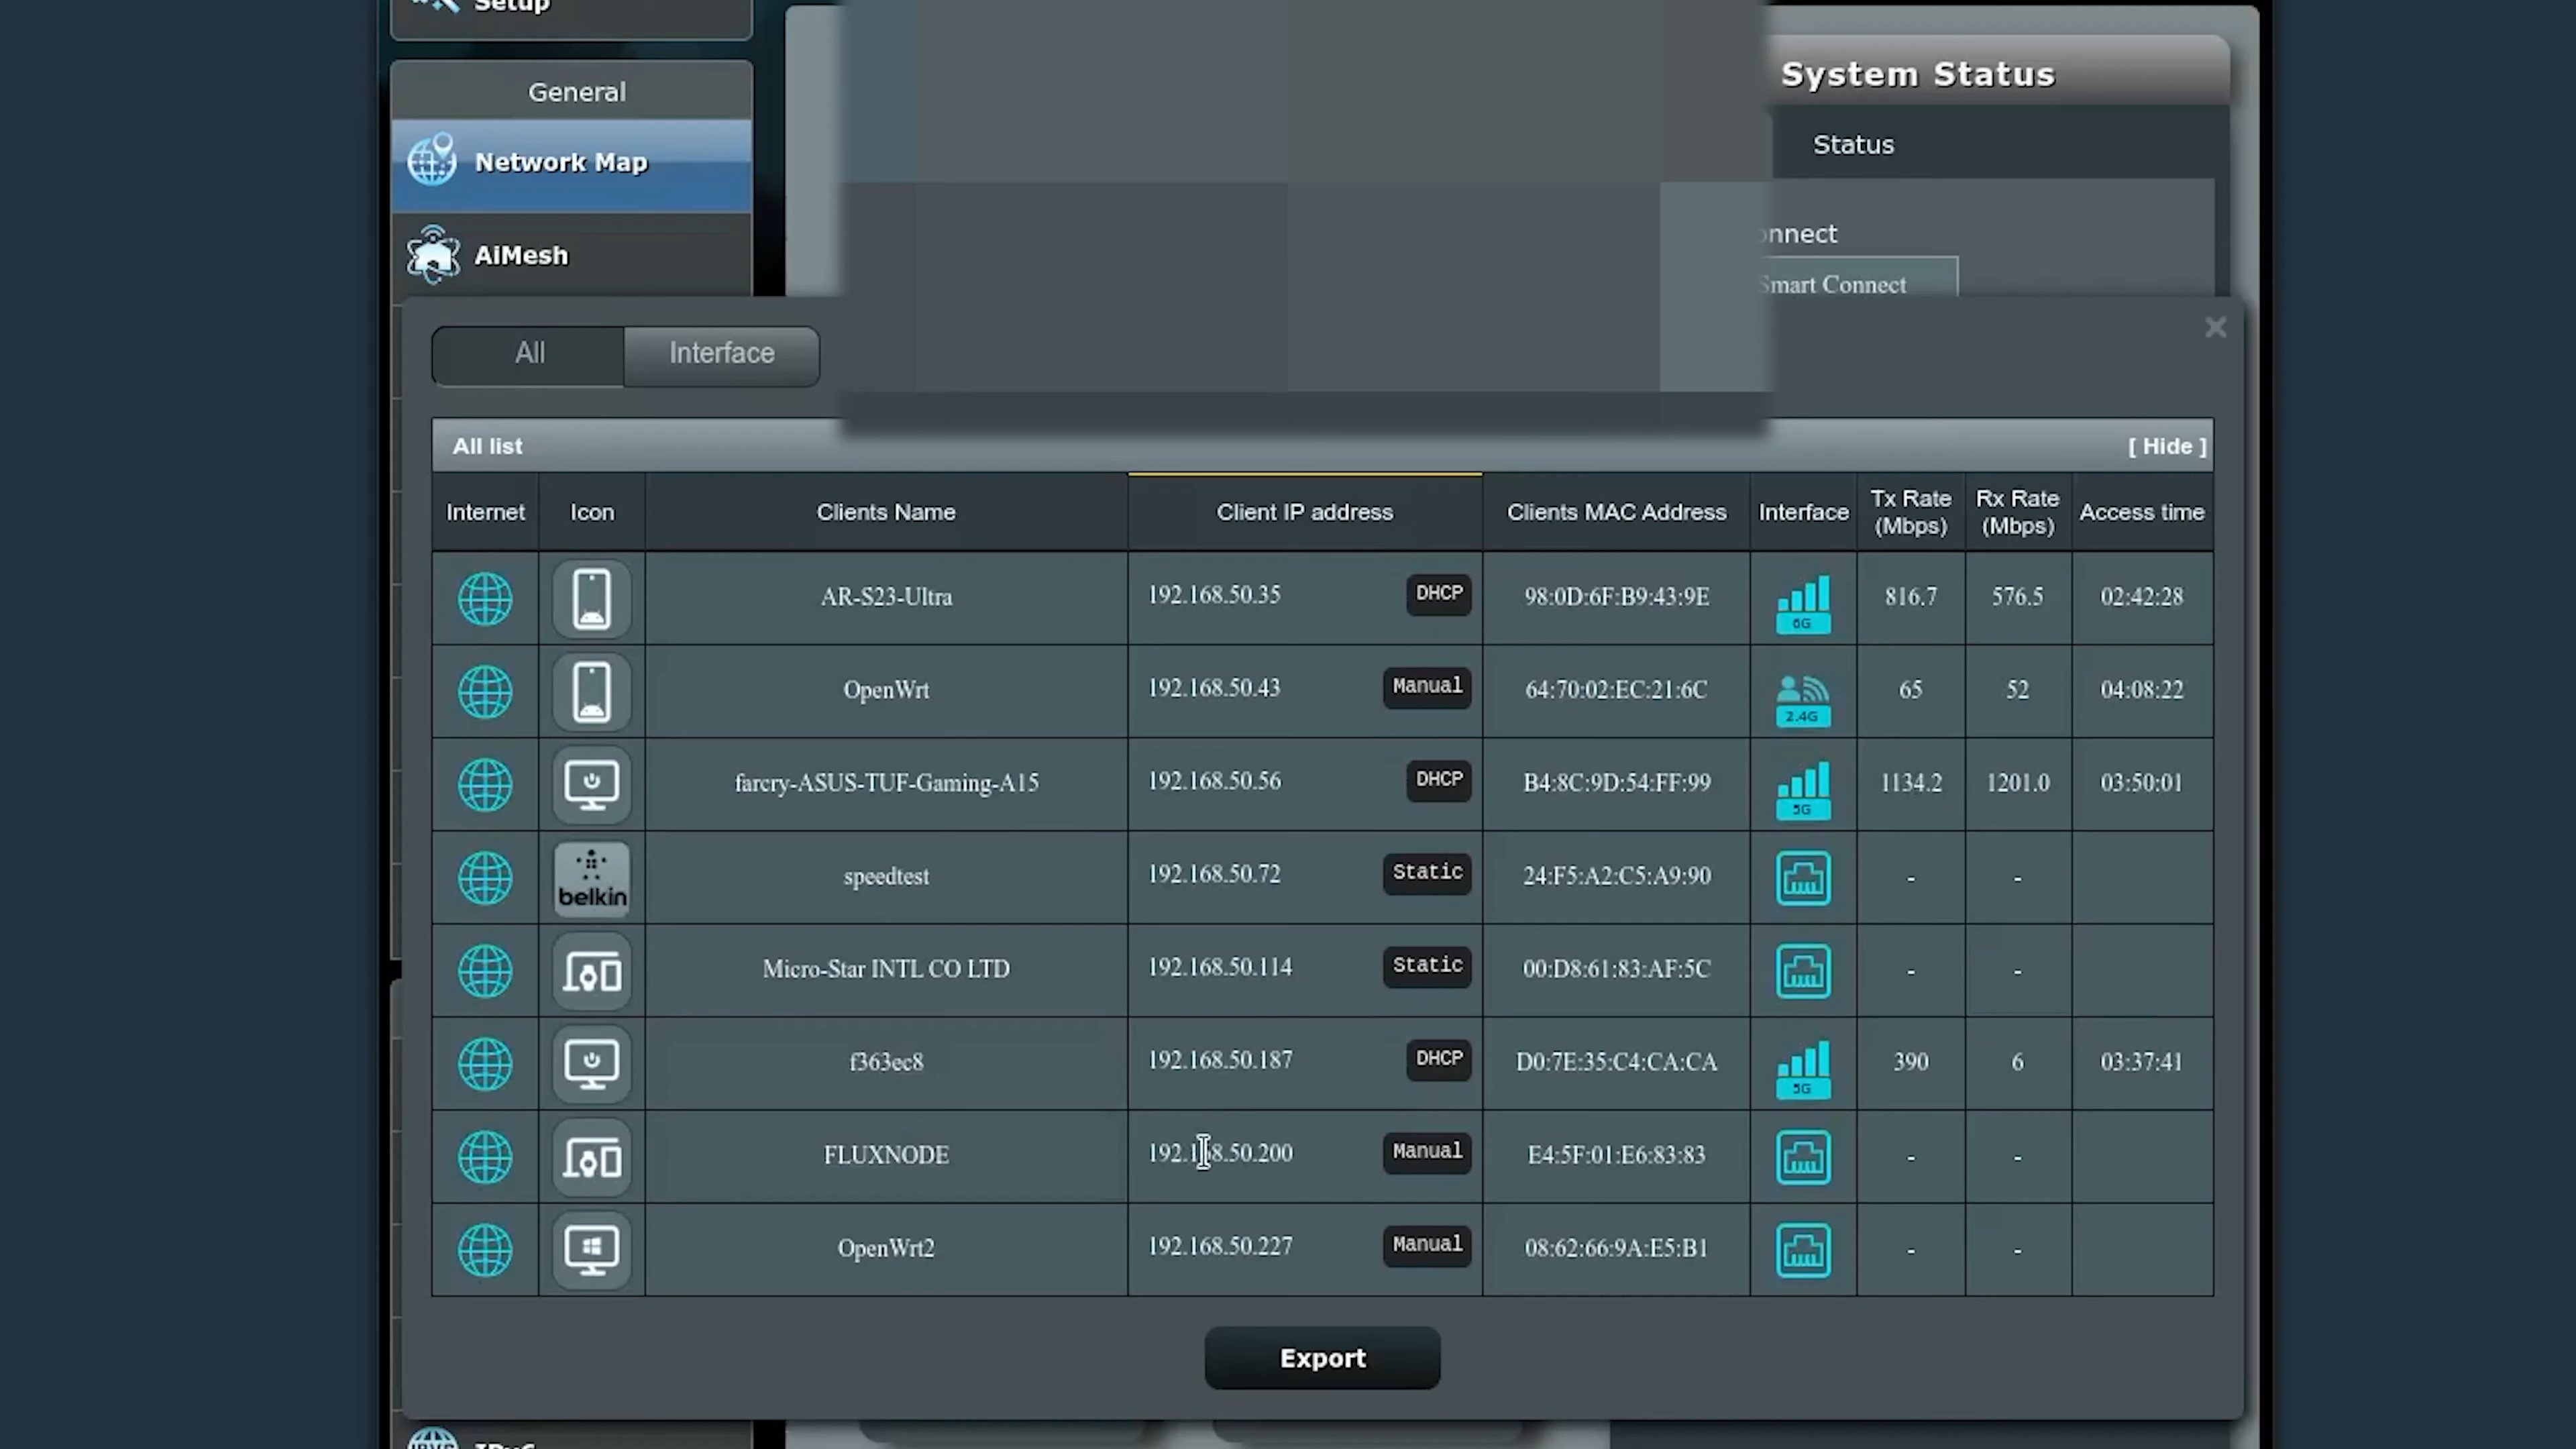 Setup
General
Network Map
AiMesh
System Status
Status
onnect
Smart Connect
All
Interface
All list
[ Hide ]
Internet Icon Clients Name Client IP address Clients MAC Address Interface Tx Rate (Mbps) Rx Rate (Mbps) Access time
AR-S23-Ultra 192.168.50.35 DHCP 98:0D:6F:B9:43:9E 6G 816.7 576.5 02:42:28
OpenWrt 192.168.50.43 Manual 64:70:02:EC:21:6C 2.4G 65 52 04:08:22
farcry-ASUS-TUF-Gaming-A15 192.168.50.56 DHCP B4:8C:9D:54:FF:99 5G 1134.2 1201.0 03:50:01
belkin speedtest 192.168.50.72 Static 24:F5:A2:C5:A9:90 - -
Micro-Star INTL CO LTD 192.168.50.114 Static 00:D8:61:83:AF:5C - -
f363ec8 192.168.50.187 DHCP D0:7E:35:C4:CA:CA 5G 390 6 03:37:41
FLUXNODE 192.168.50.200 Manual E4:5F:01:E6:83:83 - -
OpenWrt2 192.168.50.227 Manual 08:62:66:9A:E5:B1 - -
Export